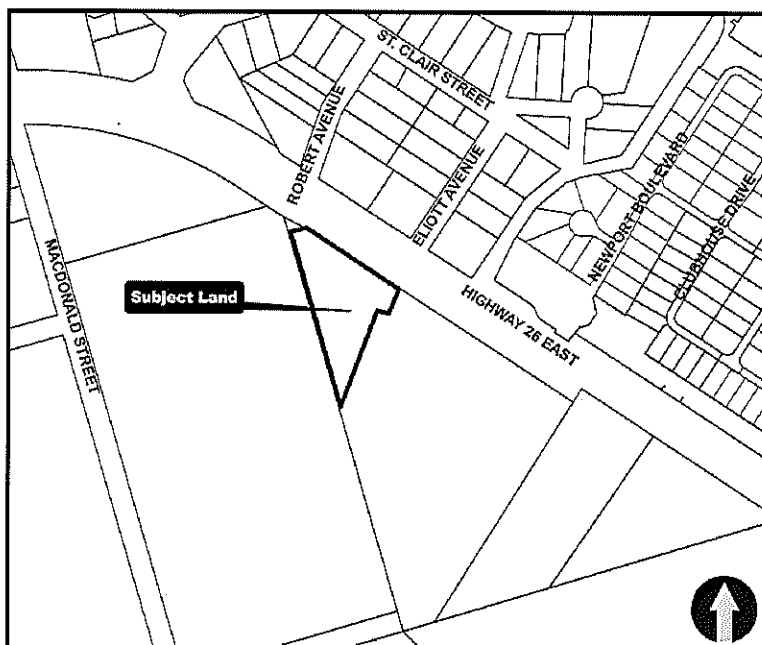 ST. CLAIR STREET
ROBERT AVENUE
ELIOTT AVENUE
NEWPORT BOULEVARD
CLUBHOUSE DRIVE
MACDONALD STREET
Subject Land
HIGHWAY 26 EAST